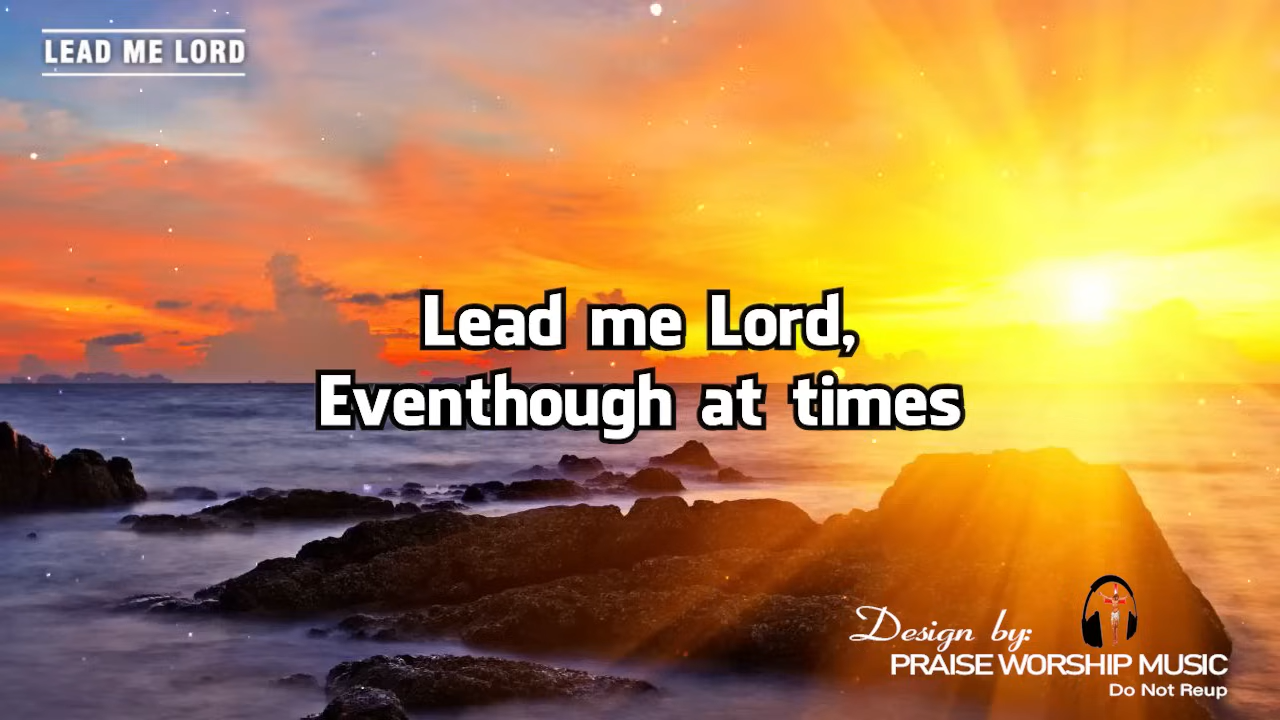 LEAD ME LORD
Lead me Lord,
Eventhough at times
Design by:
PRAISE WORSHIP MUSIC
Do Not Reup